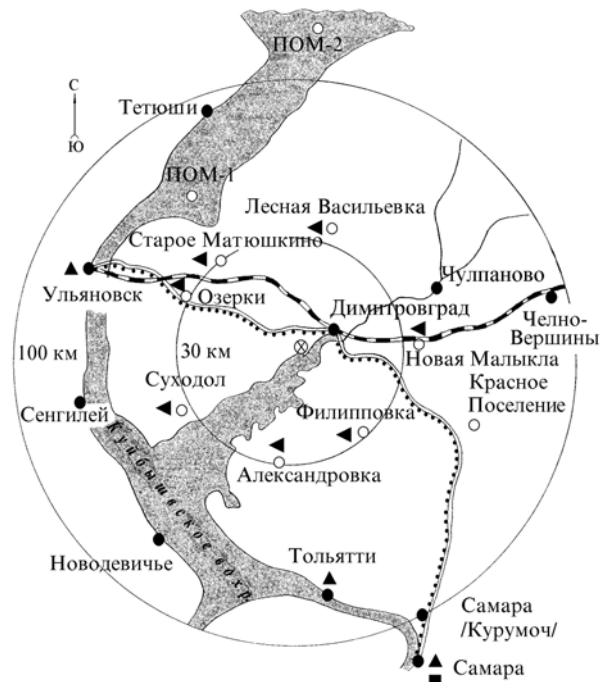 ПОМ-2
С
Ю
Тетюши
ПОМ-1
Лесная Васильевка
Старое Матюшкино
Ульяновск
Озерки
Чулпаново
Димитровград
Челно-
Вершины
100 км
30 км
Новая Малыкла
Красное
Поселение
Суходол
Сенгилей
Филипповка
Александровка
Куйбышвское вдхр.
Новодевичье
Тольятти
Самара
/Курумоч/
Самара